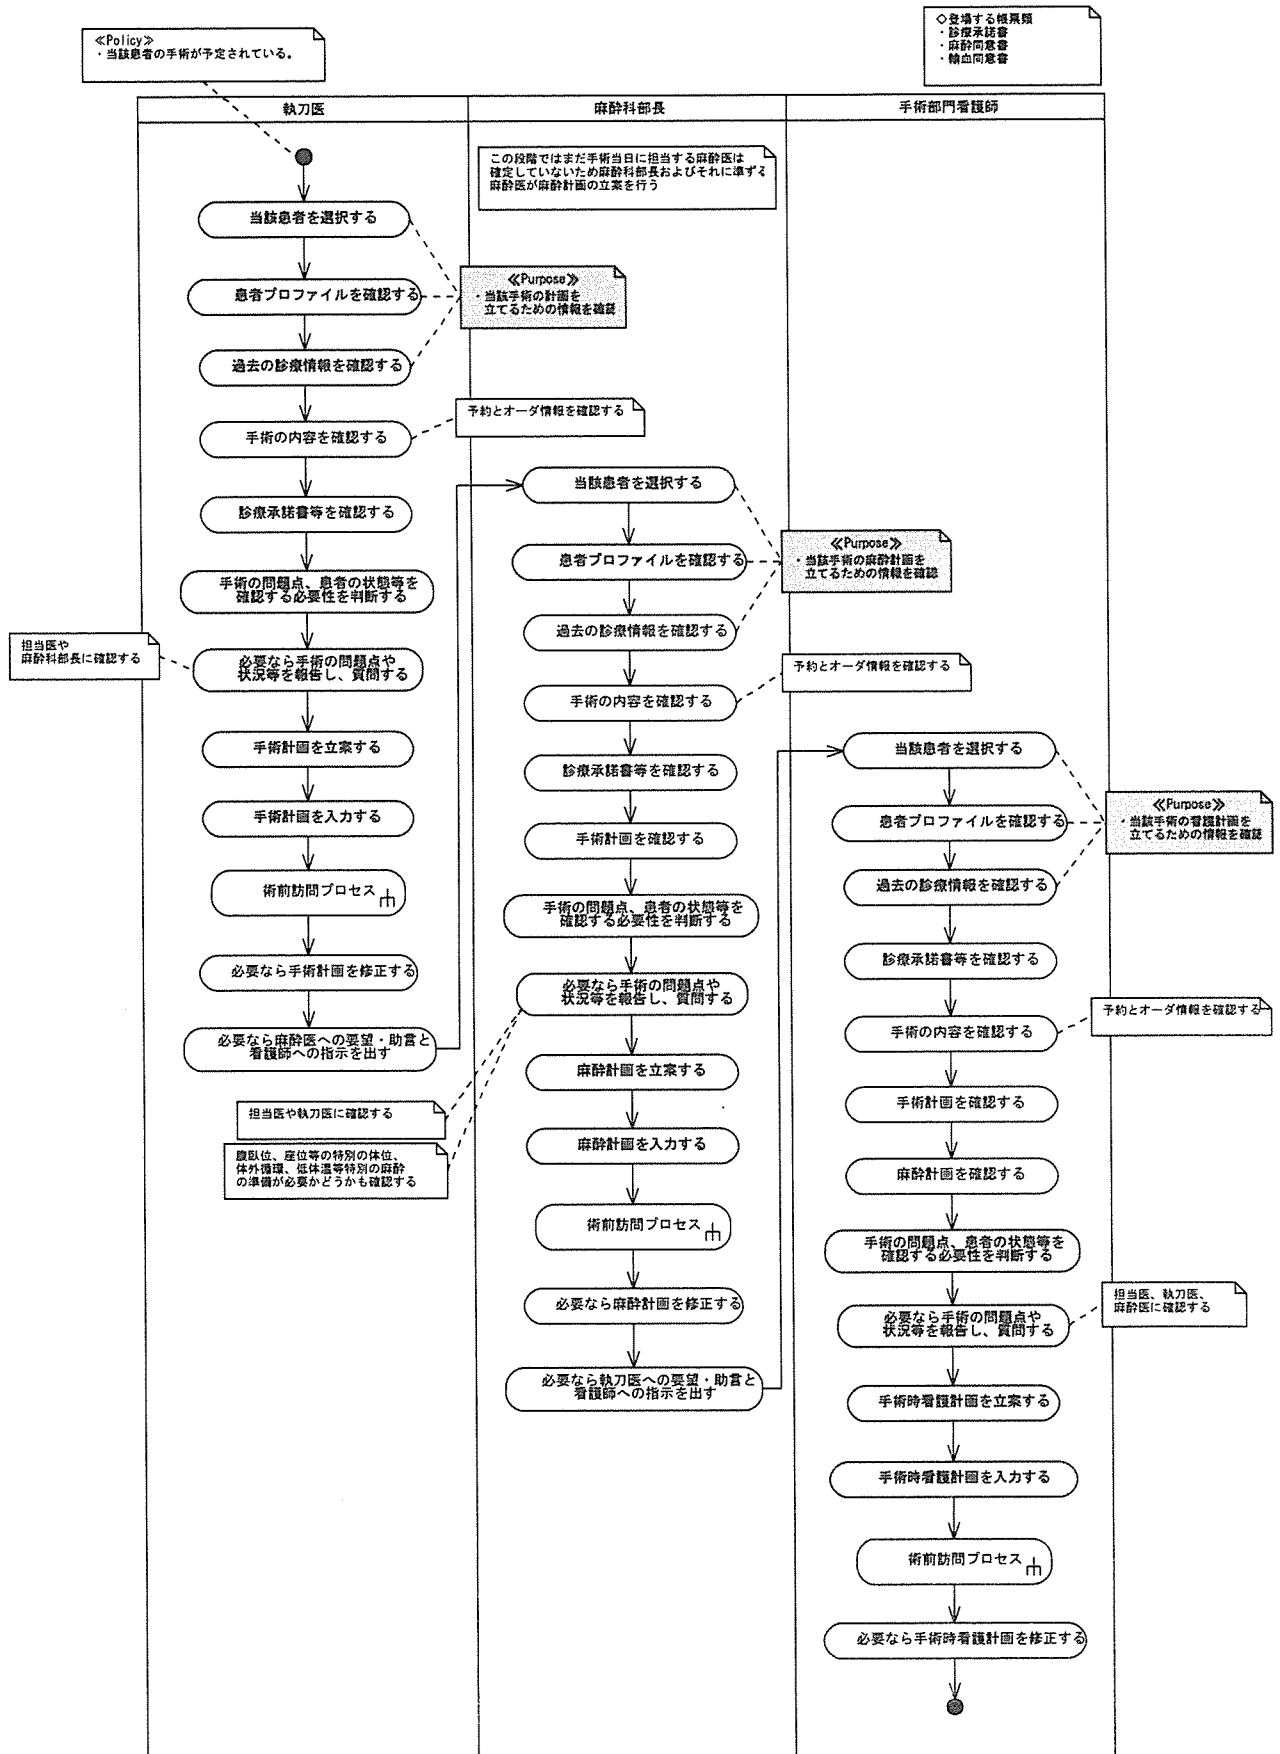 ≪Policy≫
・当該患者の手術が予定されている。
◇登場する帳票類
・診療承諾書
・麻酔同意書
・輸血同意書
執刀医
麻酔科部長
手術部門看護師
この段階ではまだ手術当日に担当する麻酔医は
確定していないため麻酔科部長およびそれに準ずる
麻酔医が麻酔計画の立案を行う
当該患者を選択する
患者プロファイルを確認する
過去の診療情報を確認する
≪Purpose≫
・当該手術の計画を
立てるための情報を確認
手術の内容を確認する
予約とオーダ情報を確認する
診療承諾書等を確認する
手術の問題点、患者の状態等を
確認する必要性を判断する
担当医や
麻酔科部長に確認する
必要なら手術の問題点や
状況等を報告し、質問する
手術計画を立案する
手術計画を入力する
術前訪問プロセス
必要なら手術計画を修正する
必要なら麻酔医への要望・助言と
看護師への指示を出す
当該患者を選択する
患者プロファイルを確認する
過去の診療情報を確認する
≪Purpose≫
・当該手術の麻酔計画を
立てるための情報を確認
手術の内容を確認する
予約とオーダ情報を確認する
診療承諾書等を確認する
手術計画を確認する
手術の問題点、患者の状態等を
確認する必要性を判断する
必要なら手術の問題点や
状況等を報告し、質問する
担当医や執刀医に確認する
腹臥位、座位等の特別の体位、
体外循環、低体温等特別の麻酔
の準備が必要かどうかも確認する
麻酔計画を立案する
麻酔計画を入力する
術前訪問プロセス
必要なら麻酔計画を修正する
必要なら執刀医への要望・助言と
看護師への指示を出す
当該患者を選択する
患者プロファイルを確認する
過去の診療情報を確認する
≪Purpose≫
・当該手術の看護計画を
立てるための情報を確認
診療承諾書等を確認する
手術の内容を確認する
予約とオーダ情報を確認する
手術計画を確認する
麻酔計画を確認する
手術の問題点、患者の状態等を
確認する必要性を判断する
必要なら手術の問題点や
状況等を報告し、質問する
担当医、執刀医、
麻酔医に確認する
手術時看護計画を立案する
手術時看護計画を入力する
術前訪問プロセス
必要なら手術時看護計画を修正する